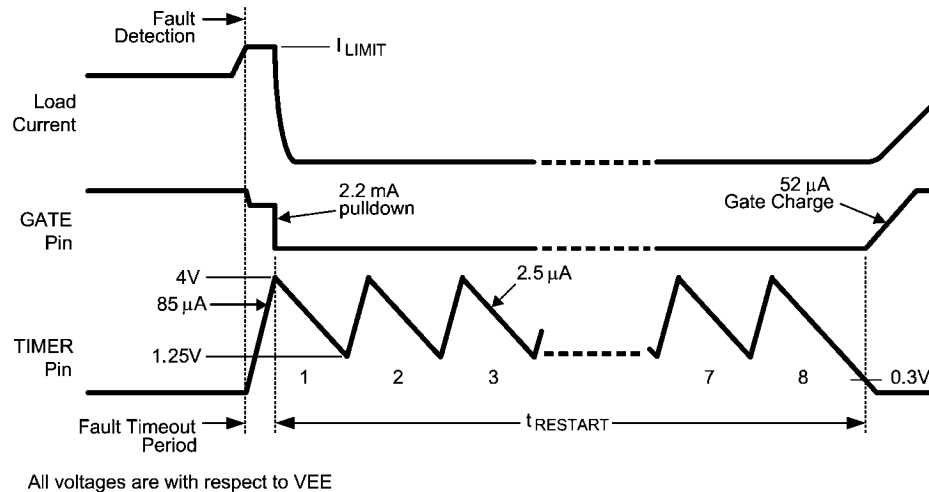 Fault
Detection
I LIMIT
Load
Current
2.2 mA
pulldown
52 μA
Gate Charge
GATE
Pin
4V
2.5 μA
85 μA
TIMER
Pin
1.25V
1
2
3
7
8
0.3V
Fault Timeout
Period
tRESTART
All voltages are with respect to VEE